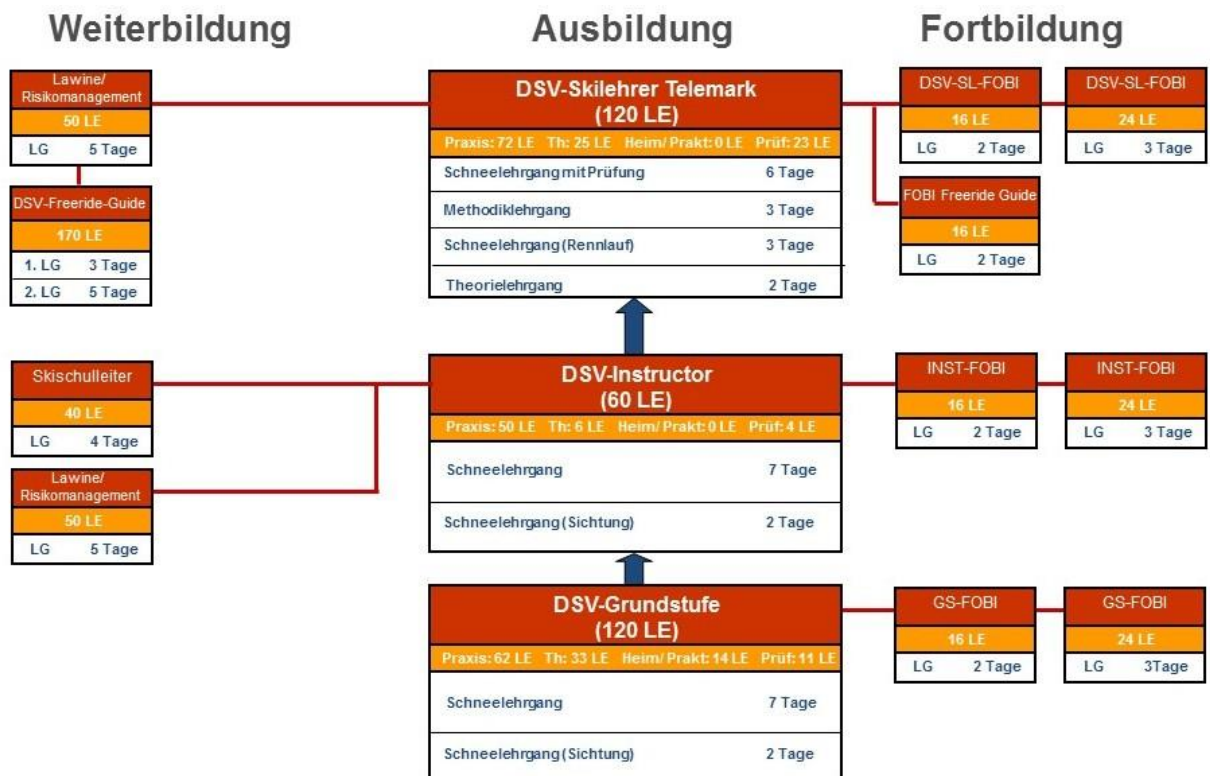 Weiterbildung
Ausbildung
Fortbildung
Lawine/
Risikomanagement
50 LE
LG 5 Tage
DSV-Freeride-Guide
170 LE
1. LG 3 Tage
2. LG 5 Tage
DSV-Skilehrer Telemark
(120 LE)
Praxis: 72 LE Th: 25 LE Heim/ Prakt: 0 LE Prüf: 23 LE
Schneelehrgang mit Prüfung 6 Tage
Methodiklehrgang 3 Tage
Schneelehrgang (Rennlauf) 3 Tage
Theorielehrgang 2 Tage
DSV-SL-FOBI
16 LE
LG 2 Tage
DSV-SL-FOBI
24 LE
LG 3 Tage
FOBI Freeride Guide
16 LE
LG 2 Tage
Skischulleiter
40 LE
LG 4 Tage
Lawine/
Risikomanagement
50 LE
LG 5 Tage
DSV-Instructor
(60 LE)
Praxis: 50 LE Th: 6 LE Heim/ Prakt: 0 LE Prüf: 4 LE
Schneelehrgang 7 Tage
Schneelehrgang (Sichtung) 2 Tage
INST-FOBI
16 LE
LG 2 Tage
INST-FOBI
24 LE
LG 3 Tage
DSV-Grundstufe
(120 LE)
Praxis: 62 LE Th: 33 LE Heim/ Prakt: 14 LE Prüf: 11 LE
Schneelehrgang 7 Tage
Schneelehrgang (Sichtung) 2 Tage
GS-FOBI
16 LE
LG 2 Tage
GS-FOBI
24 LE
LG 3Tage